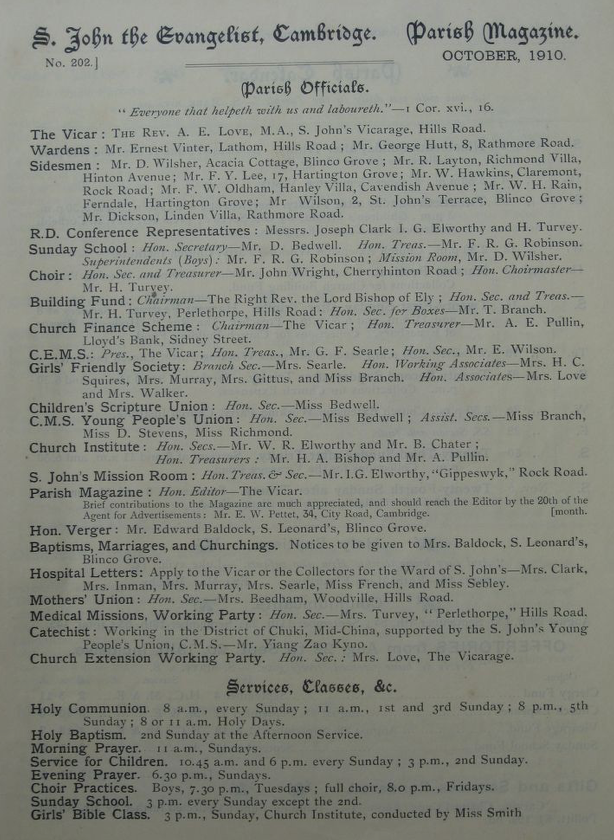 S. John the Evangelist, Cambridge. Parish Magazine.
No. 202.] OCTOBER, 1910.
Parish Officials.
"Everyone that helpeth with us and laboureth."—1 Cor. xvi., 16.
The Vicar: THE REV. A. E. LOVE, M.A., S. John's Vicarage, Hills Road.
Wardens: Mr. Ernest Vinter, Lathom, Hills Road; Mr. George Hutt, 8, Rathmore Road.
Sidesmen: Mr. D. Wilsher, Acacia Cottage, Blinco Grove; Mr. R. Layton, Richmond Villa,
Hinton Avenue; Mr. F. Y. Lee, 17, Hartington Grove; Mr. W. Hawkins, Claremont,
Rock Road; Mr. F. W. Oldham, Hanley Villa, Cavendish Avenue; Mr. W. H. Rain,
Ferndale, Hartington Grove; Mr Wilson, 2, St. John's Terrace, Blinco Grove;
Mr. Dickson, Linden Villa, Rathmore Road.
R.D. Conference Representatives: Messrs. Joseph Clark I. G. Elworthy and H. Turvey.
Sunday School: Hon. Secretary—Mr. D. Bedwell. Hon. Treas.—Mr. F. R. G. Robinson.
Superintendents (Boys): Mr. F. R. G. Robinson; Mission Room, Mr. D. Wilsher.
Choir: Hon. Sec. and Treasurer—Mr. John Wright, Cherryhinton Road; Hon. Choirmaster—
Mr. H. Turvey.
Building Fund: Chairman—The Right Rev. the Lord Bishop of Ely; Hon. Sec. and Treas.—
Mr. H. Turvey, Perlethorpe, Hills Road: Hon. Sec. for Boxes—Mr. T. Branch.
Church Finance Scheme: Chairman—The Vicar; Hon. Treasurer—Mr. A. E. Pullin,
Lloyd's Bank, Sidney Street.
C.E.M.S.: Pres., The Vicar; Hon. Treas., Mr. G. F. Searle; Hon. Sec., Mr. E. Wilson.
Girls' Friendly Society: Branch Sec.—Mrs. Searle. Hon. Working Associates—Mrs. H. C.
Squires, Mrs. Murray, Mrs. Gittus, and Miss Branch. Hon. Associates—Mrs. Love
and Mrs. Walker.
Children's Scripture Union: Hon. Sec.—Miss Bedwell.
C.M.S. Young People's Union: Hon. Sec.—Miss Bedwell; Assist. Secs.—Miss Branch,
Miss D. Stevens, Miss Richmond.
Church Institute: Hon. Secs.—Mr. W. R. Elworthy and Mr. B. Chater;
Hon. Treasurers: Mr. H. A. Bishop and Mr. A. Pullin.
S. John's Mission Room: Hon. Treas. & Sec.—Mr. I.G. Elworthy, "Gippeswyk," Rock Road.
Parish Magazine: Hon. Editor—The Vicar.
Brief contributions to the Magazine are much appreciated, and should reach the Editor by the 20th of the
Agent for Advertisements: Mr. E. W. Pettet, 34, City Road, Cambridge. [month.
Hon. Verger: Mr. Edward Baldock, S. Leonard's, Blinco Grove.
Baptisms, Marriages, and Churchings. Notices to be given to Mrs. Baldock, S. Leonard's,
Blinco Grove.
Hospital Letters: Apply to the Vicar or the Collectors for the Ward of S. John's—Mrs. Clark,
Mrs. Inman, Mrs. Murray, Mrs. Searle, Miss French, and Miss Sebley.
Mothers' Union: Hon. Sec.—Mrs. Beedham, Woodville, Hills Road.
Medical Missions, Working Party: Hon. Sec—Mrs. Turvey, "Perlethorpe," Hills Road.
Catechist: Working in the District of Chuki, Mid-China, supported by the S. John's Young
People's Union, C.M.S.—Mr. Yiang Zao Kyno.
Church Extension Working Party. Hon. Sec.: Mrs. Love, The Vicarage.
Services, Classes, &c.
Holy Communion. 8 a.m., every Sunday; 11 a.m., 1st and 3rd Sunday; 8 p.m., 5th
Sunday; 8 or 11 a.m. Holy Days.
Holy Baptism. 2nd Sunday at the Afternoon Service.
Morning Prayer. 11 a.m., Sundays.
Service for Children. 10.45 a.m. and 6 p.m. every Sunday; 3 p.m., 2nd Sunday.
Evening Prayer. 6.30 p.m., Sundays.
Choir Practices. Boys, 7.30 p.m., Tuesdays; full choir, 8.0 p.m., Fridays.
Sunday School. 3 p.m. every Sunday except the 2nd.
Girls' Bible Class. 3 p.m., Sunday, Church Institute, conducted by Miss Smith